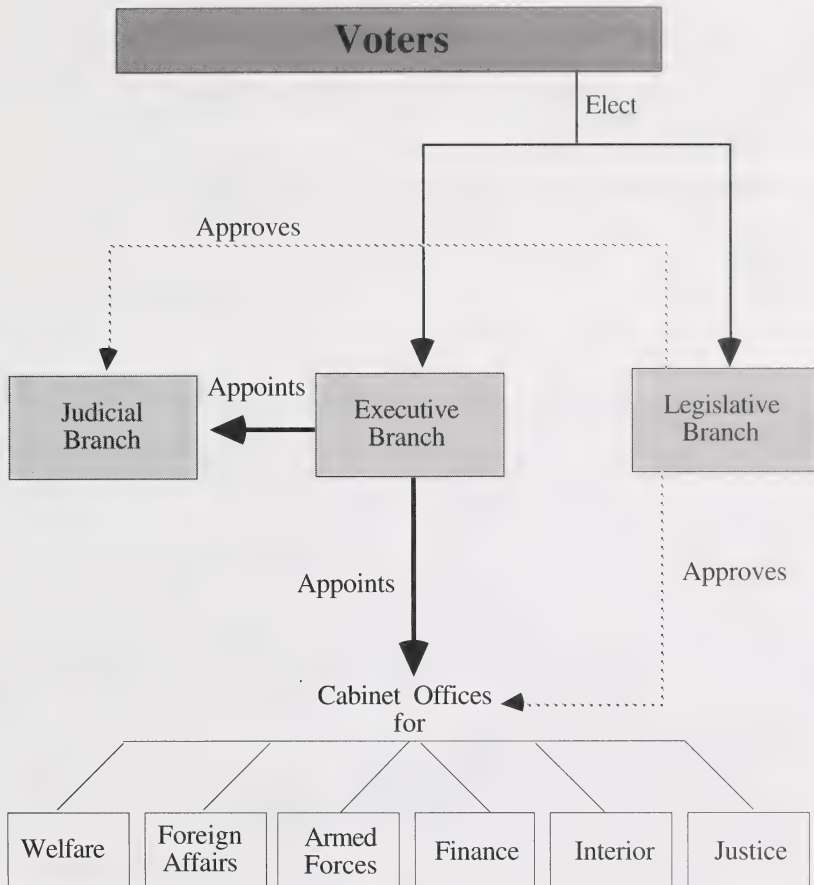 Voters
Elect
Approves
Judicial
Branch
Appoints
Executive
Branch
Legislative
Branch
Appoints
Approves
Cabinet Offices
for
Welfare
Foreign
Affairs
Armed
Forces
Finance
Interior
Justice